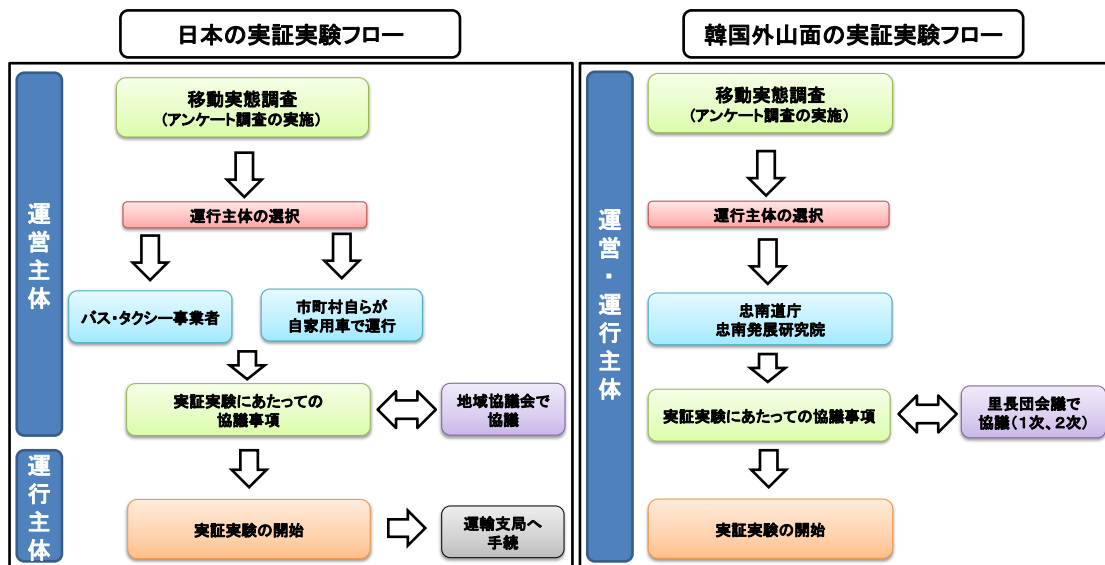 日本の実証実験フロー
運営主体
運行主体
移動実態調査
(アンケート調査の実施)
運行主体の選択
バス・タクシー事業者
市町村自らが
自家用車で運行
実証実験にあたっての
協議事項
地域協議会で
協議
実証実験の開始
運輸支局へ
手続
韓国外山面の実証実験フロー
運営・運行主体
移動実態調査
(アンケート調査の実施)
運行主体の選択
忠南道庁
忠南発展研究院
実証実験にあたっての協議事項
里長団会議で
協議(1次、2次)
実証実験の開始